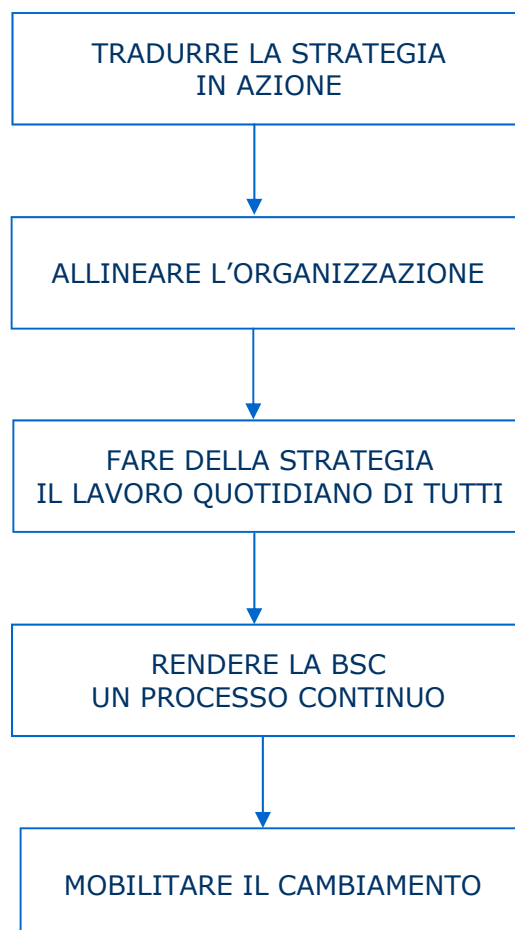 TRADURRE LA STRATEGIA
IN AZIONE
ALLINEARE L’ORGANIZZAZIONE
FARE DELLA STRATEGIA
IL LAVORO QUOTIDIANO DI TUTTI
RENDERE LA BSC
UN PROCESSO CONTINUO
MOBILITARE IL CAMBIAMENTO